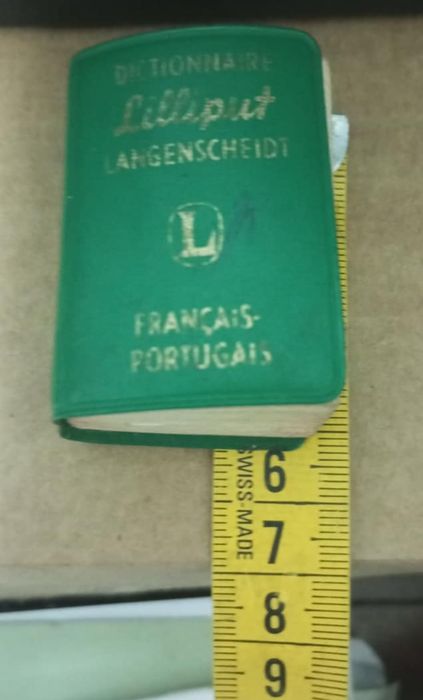 DICTIONNAIRE
Lilliput
LANGENSCHEIDT
L
FRANÇAIS-
PORTUGAIS
6
SWISS-MADE
7
8
9